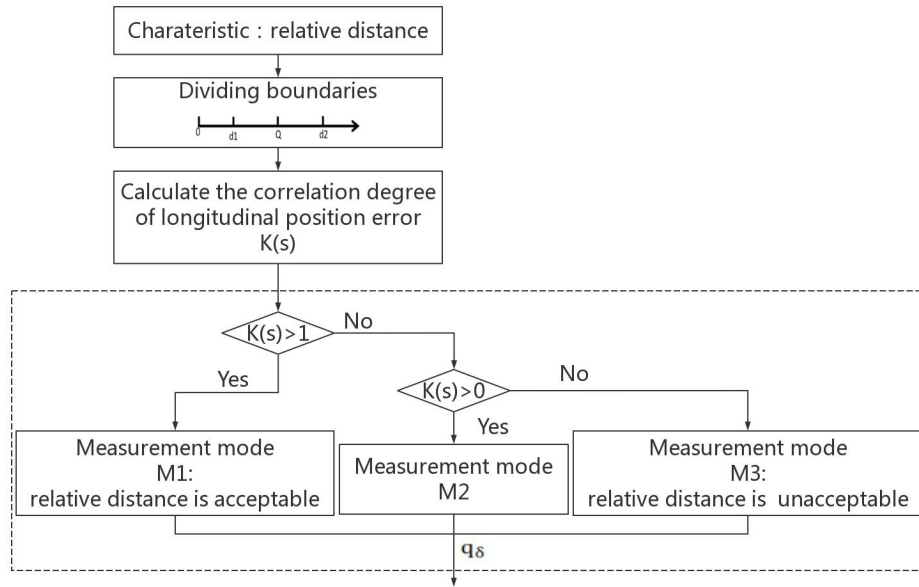 Charateristic : relative distance
Dividing boundaries
0 d1 Q d2
Calculate the correlation degree
of longitudinal position error
K(s)
K(s)>1
No
Yes
K(s)>0
No
Yes
Measurement mode
M1:
relative distance is acceptable
Measurement mode
M2
Measurement mode
M3:
relative distance is unacceptable
qδ